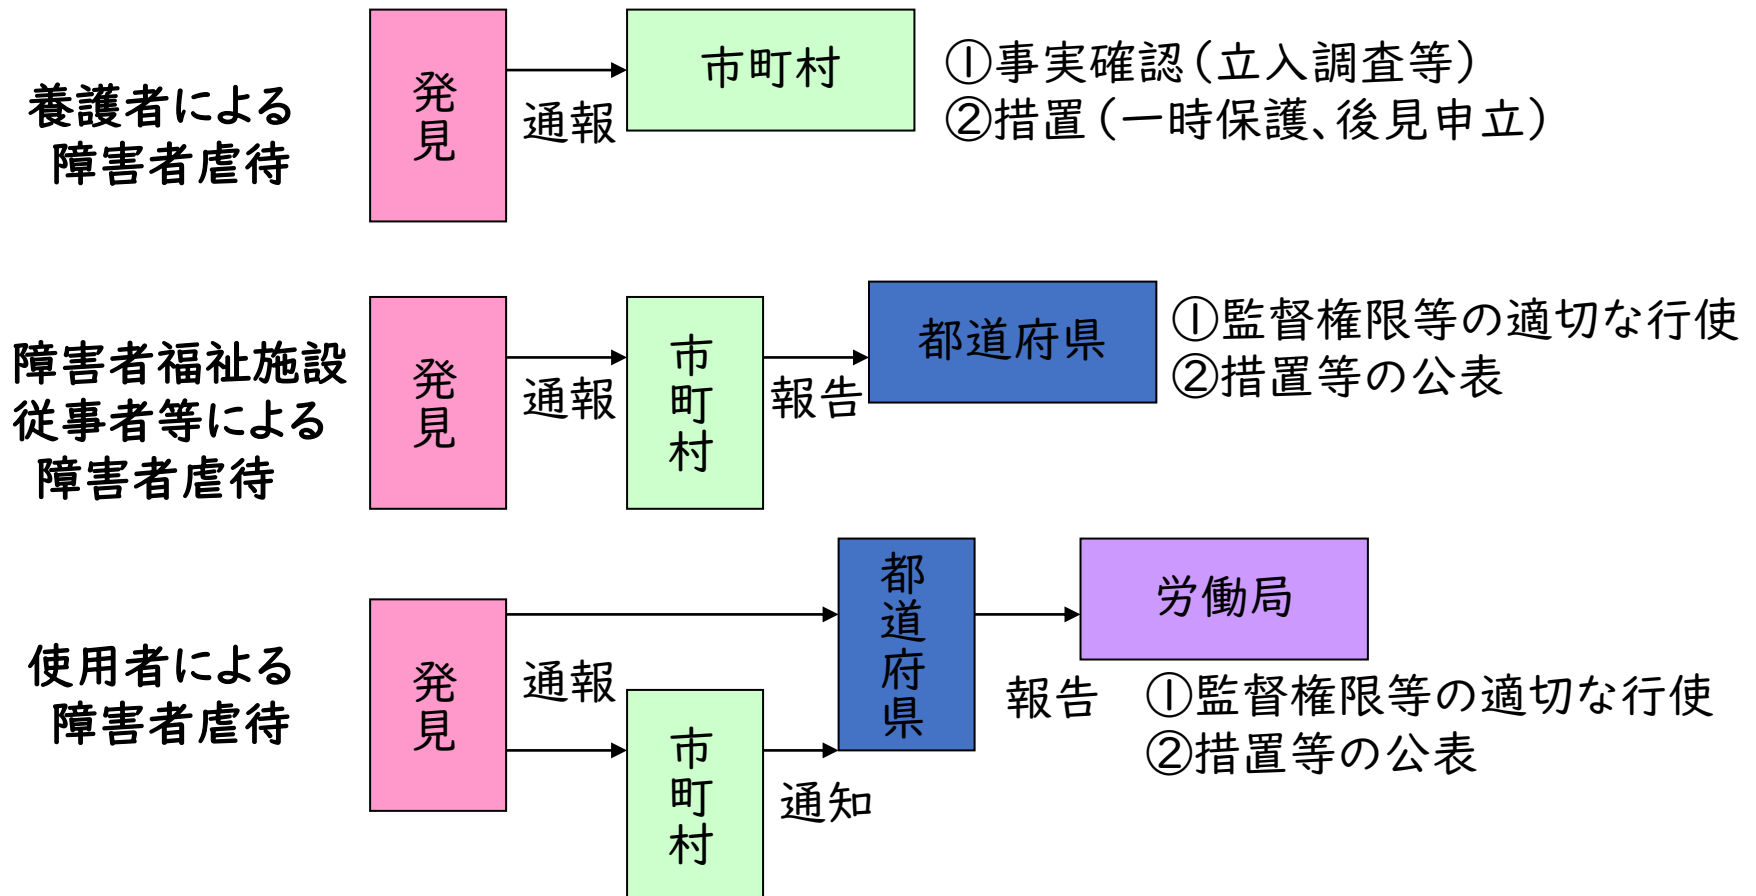 養護者による
障害者虐待
発見
通報
市町村
①事実確認（立入調査等）
②措置（一時保護、後見申立）
障害者福祉施設
従事者等による
障害者虐待
発見
通報
市町村
報告
都道府県
①監督権限等の適切な行使
②措置等の公表
使用者による
障害者虐待
発見
通報
市町村
通知
都道府県
報告
労働局
①監督権限等の適切な行使
②措置等の公表